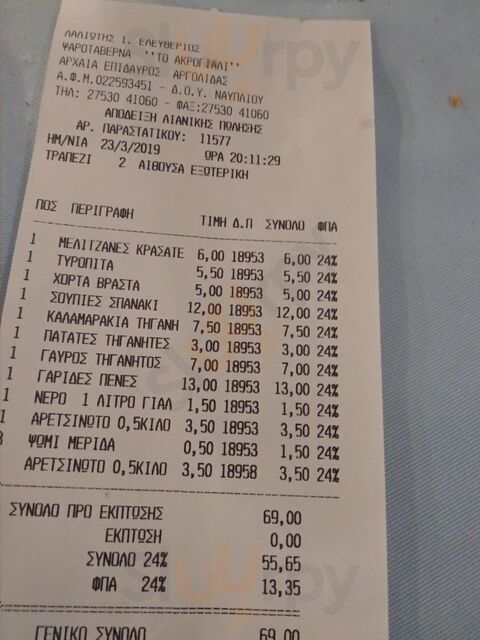 ΛΑΛΙΩΤΗΣ Ι. ΕΛΕΥΘΕΡΙΟΣ
ΨΑΡΟΤΑΒΕΡΝΑ ''ΤΟ ΑΚΡΟΓΙΑΛΙ''
ΑΡΧΑΙΑ ΕΠΙΔΑΥΡΟΣ ΑΡΓΟΛΙΔΑΣ
Α.Φ.Μ.022593451 - Δ.Ο.Υ. ΝΑΥΠΛΙΟΥ
ΤΗΛ: 27530 41060 - ΦΑΞ:27530 41060
ΑΠΟΔΕΙΞΗ ΛΙΑΝΙΚΗΣ ΠΩΛΗΣΗΣ
ΑΡ. ΠΑΡΑΣΤΑΤΙΚΟΥ: 11577
ΗΜ/ΝΙΑ 23/3/2019 ΩΡΑ 20:11:29
ΤΡΑΠΕΖΙ 2 ΑΙΘΟΥΣΑ ΕΞΩΤΕΡΙΚΗ
ΠΟΣ ΠΕΡΙΓΡΑΦΗ ΤΙΜΗ Δ.Π ΣΥΝΟΛΟ ΦΠΑ
1 ΜΕΛΙΤΖΑΝΕΣ ΚΡΑΣΑΤΕ 6,00 18953 6,00 24%
1 ΤΥΡΟΠΙΤΑ 5,50 18953 5,50 24%
1 ΧΟΡΤΑ ΒΡΑΣΤΑ 5,00 18953 5,00 24%
1 ΣΟΥΠΙΕΣ ΣΠΑΝΑΚΙ 12,00 18953 12,00 24%
1 ΚΑΛΑΜΑΡΑΚΙΑ ΤΗΓΑΝΗ 7,50 18953 7,50 24%
1 ΠΑΤΑΤΕΣ ΤΗΓΑΝΗΤΕΣ 3,00 18953 3,00 24%
1 ΓΑΥΡΟΣ ΤΗΓΑΝΗΤΟΣ 7,00 18953 7,00 24%
1 ΓΑΡΙΔΕΣ ΠΕΝΕΣ 13,00 18953 13,00 24%
1 ΝΕΡΟ 1 ΛΙΤΡΟ ΓΙΑΛ 1,50 18953 1,50 24%
1 ΑΡΕΤΣΙΝΩΤΟ 0,5ΚΙΛΟ 3,50 18953 3,50 24%
3 ΨΩΜΙ ΜΕΡΙΔΑ 0,50 18953 1,50 24%
ΑΡΕΤΣΙΝΩΤΟ 0,5ΚΙΛΟ 3,50 18958 3,50 24%
ΣΥΝΟΛΟ ΠΡΟ ΕΚΠΤΩΣΗΣ 69,00
ΕΚΠΤΩΣΗ 0,00
ΣΥΝΟΛΟ 24% 55,65
ΦΠΑ 24% 13,35
ΓΕΝΙΚΟ ΣΥΝΟΛΟ 69,00